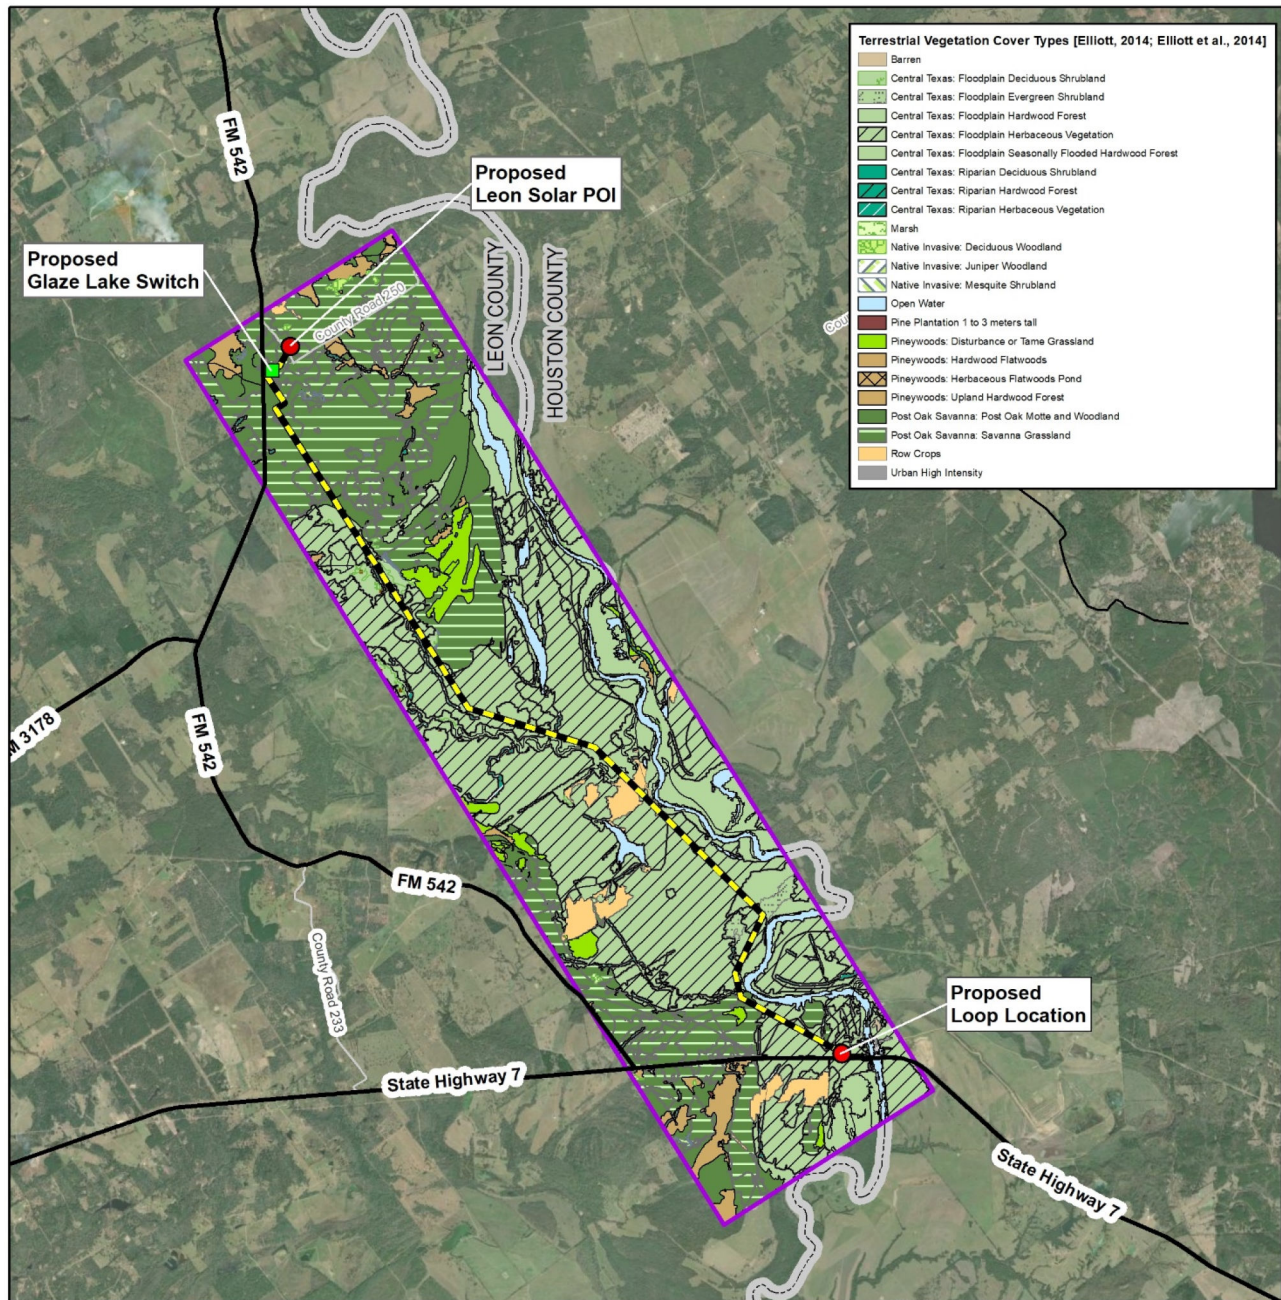 Terrestrial Vegetation Cover Types [Elliott, 2014; Elliott et al., 2014]
Barren
Central Texas: Floodplain Deciduous Shrubland
Central Texas: Floodplain Evergreen Shrubland
Central Texas: Floodplain Hardwood Forest
Central Texas: Floodplain Herbaceous Vegetation
Central Texas: Floodplain Seasonally Flooded Hardwood Forest
Central Texas: Riparian Deciduous Shrubland
Central Texas: Riparian Hardwood Forest
Central Texas: Riparian Herbaceous Vegetation
Marsh
Native Invasive: Deciduous Woodland
Native Invasive: Juniper Woodland
Native Invasive: Mesquite Shrubland
Open Water
Pine Plantation 1 to 3 meters tall
Pineywoods: Disturbance or Tame Grassland
Pineywoods: Hardwood Flatwoods
Pineywoods: Herbaceous Flatwoods Pond
Pineywoods: Upland Hardwood Forest
Post Oak Savanna: Post Oak Motte and Woodland
Post Oak Savanna: Savanna Grassland
Row Crops
Urban High Intensity
FM 542
Proposed
Leon Solar POI
Proposed
Glaze Lake Switch
County Road 250
LEON COUNTY
HOUSTON COUNTY
Cou
M 3178
FM 542
FM 542
County Road 233
Proposed
Loop Location
State Highway 7
State Highway 7